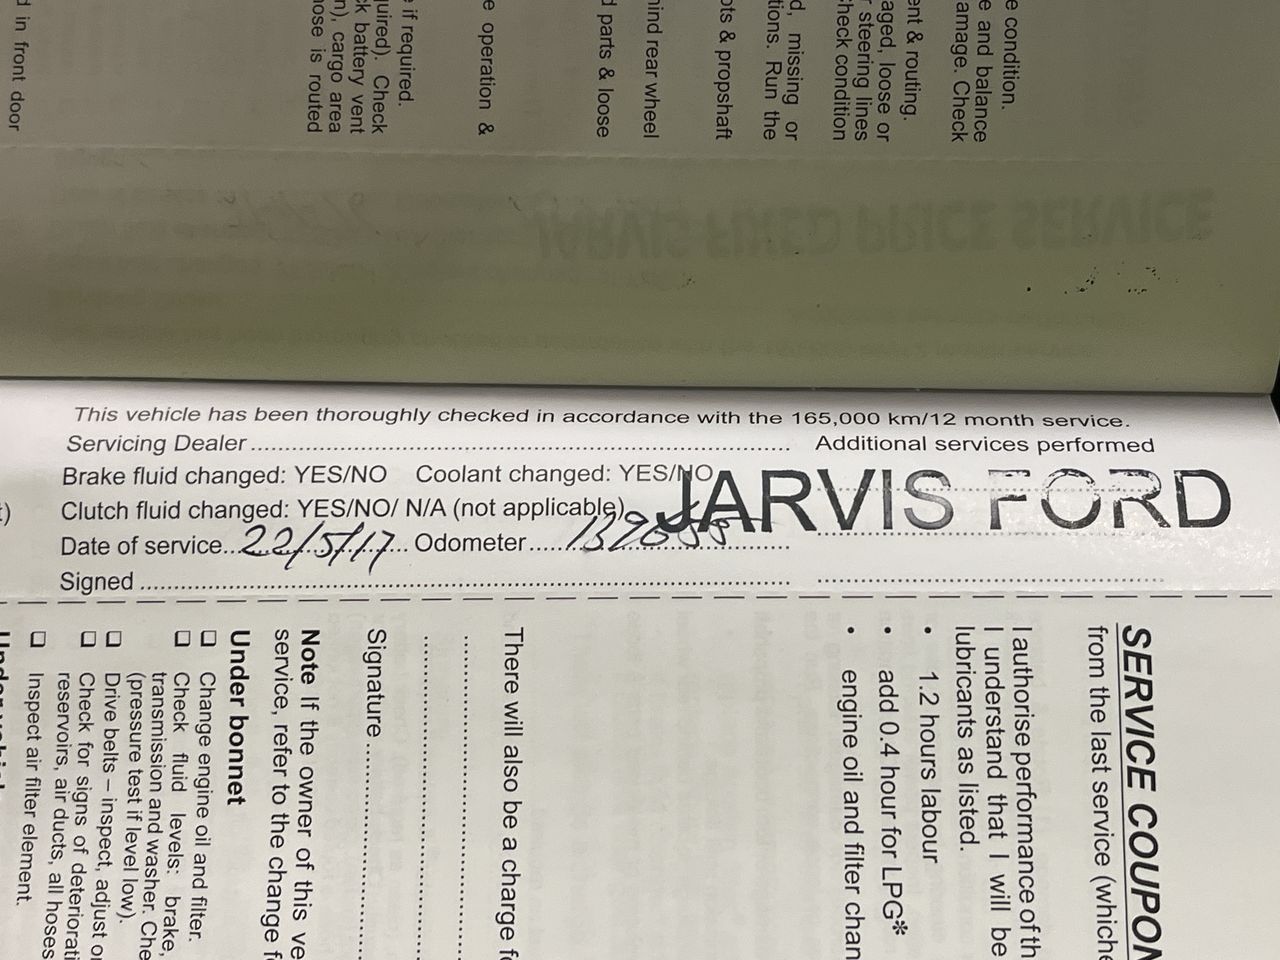 e condition.
e and balance
amage. Check
ent & routing.
aged, loose or
steering lines
check condition
d, missing or
tions. Run the
ots & propshaft
hind rear wheel
d parts & loose
e operation &
if required.
quired). Check
k battery vent
n), cargo area
hose is routed
d in front door
JARVIS FIXED PRICE SERVICE
This vehicle has been thoroughly checked in accordance with the 165,000 km/12 month service.
Servicing Dealer
Additional services performed
Brake fluid changed: YES/NO Coolant changed: YES/NO
JARVIS FORD
Clutch fluid changed: YES/NO/ N/A (not applicable)
Date of service 22/5/17 Odometer
Signed
SERVICE COUPON
from the last service (whiche
I authorise performance of th
I understand that I will be
lubricants as listed.
• 1.2 hours labour
• add 0.4 hour for LPG*
• engine oil and filter chan
There will also be a charge f
Signature
Note If the owner of this ve
service, refer to the change f
Under bonnet
❑ Change engine oil and filter.
❑ Check fluid levels: brake,
transmission and washer. Che
(pressure test if level low).
❑ Drive belts – inspect, adjust o
❑ Check for signs of deteriorati
reservoirs, air ducts, all hoses
❑ Inspect air filter element.